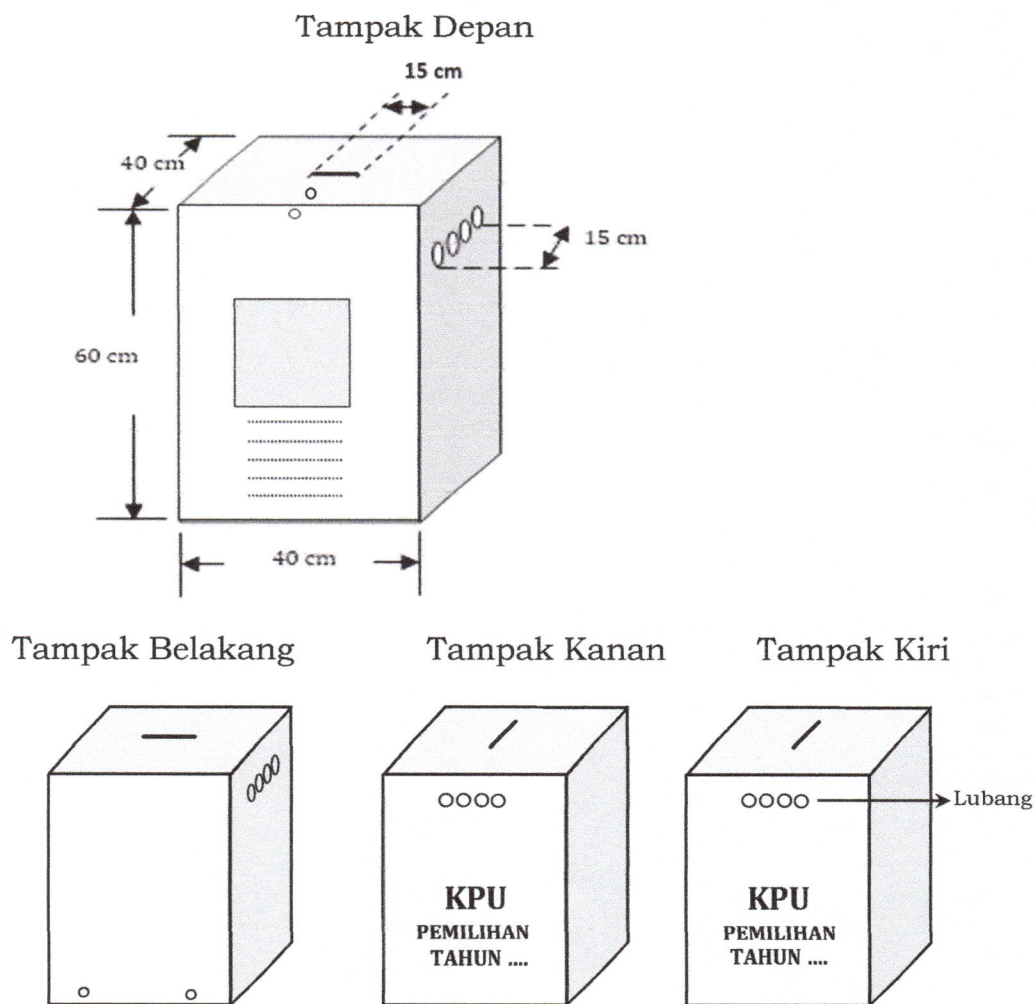 Tampak Depan
15 cm
40 cm
15 cm
60 cm
40 cm
Tampak Belakang
Tampak Kanan
Tampak Kiri
Lubang
KPU
PEMILIHAN
TAHUN ....
KPU
PEMILIHAN
TAHUN ....